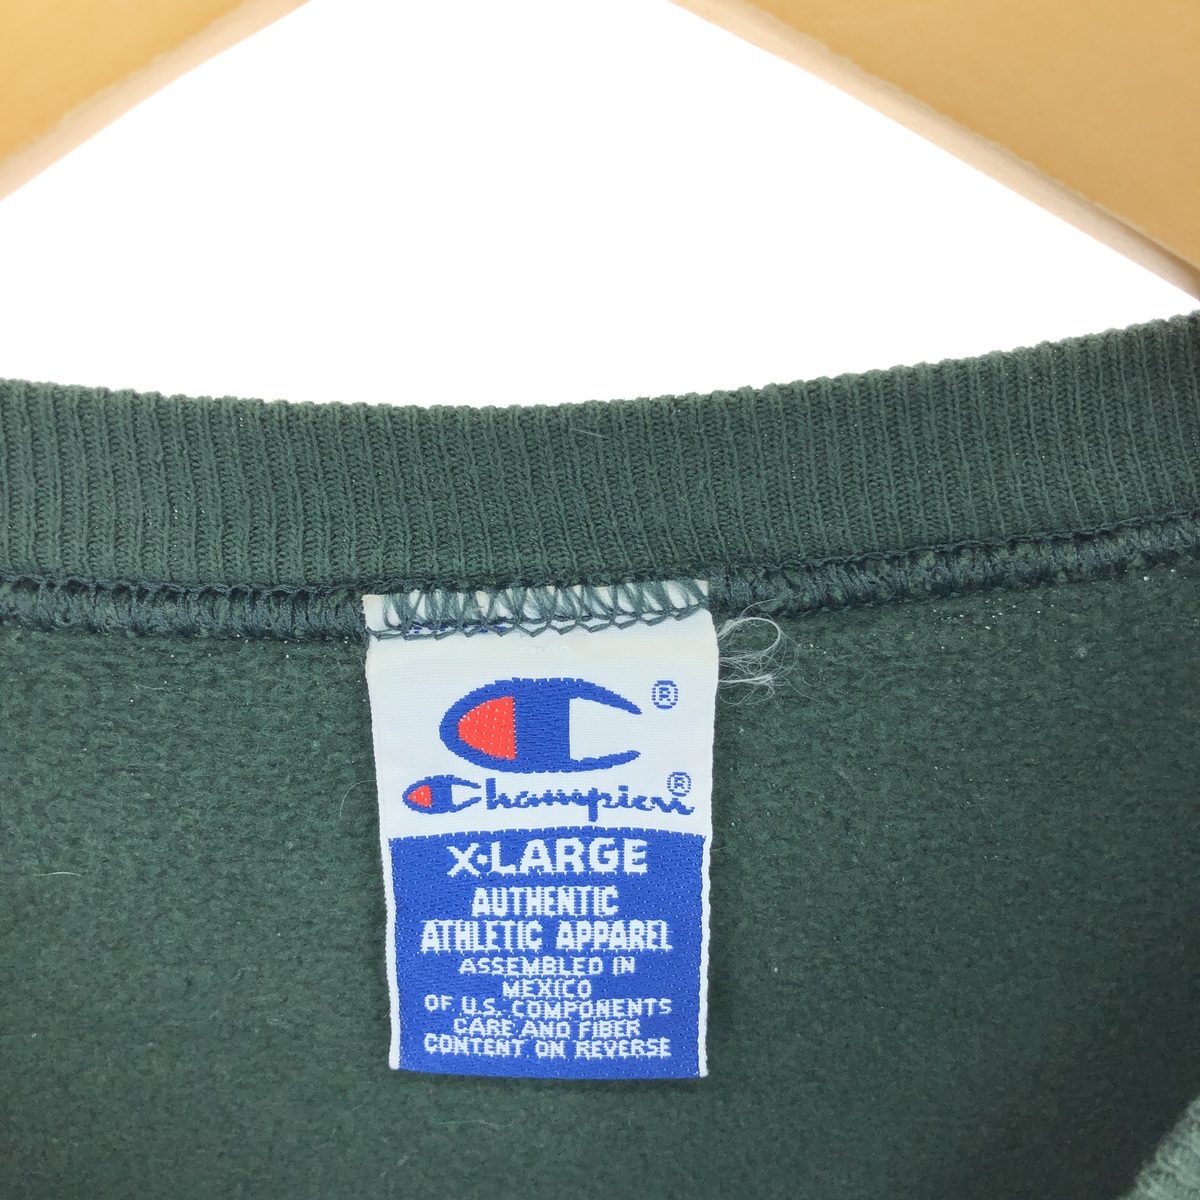 ®
Champion®
X·LARGE
AUTHENTIC
ATHLETIC APPAREL
ASSEMBLED IN
MEXICO
OF U.S. COMPONENTS
CARE AND FIBER
CONTENT ON REVERSE